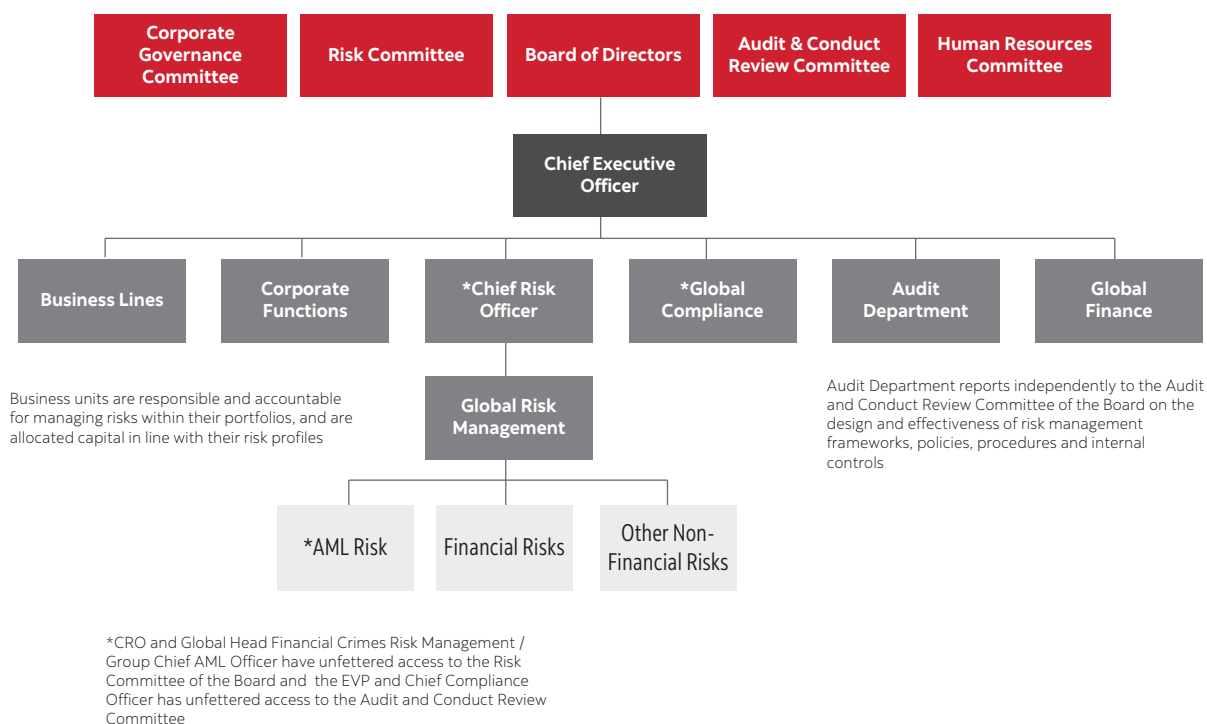 Corporate
Governance
Committee
Risk Committee
Board of Directors
Audit & Conduct
Review Committee
Human Resources
Committee
Chief Executive
Officer
Business Lines
Corporate
Functions
*Chief Risk
Officer
*Global
Compliance
Audit
Department
Global
Finance
Business units are responsible and accountable
for managing risks within their portfolios, and are
allocated capital in line with their risk profiles
Global Risk
Management
Audit Department reports independently to the Audit
and Conduct Review Committee of the Board on the
design and effectiveness of risk management
frameworks, policies, procedures and internal
controls
*AML Risk
Financial Risks
Other Non-
Financial Risks
*CRO and Global Head Financial Crimes Risk Management /
Group Chief AML Officer have unfettered access to the Risk
Committee of the Board and the EVP and Chief Compliance
Officer has unfettered access to the Audit and Conduct Review
Committee